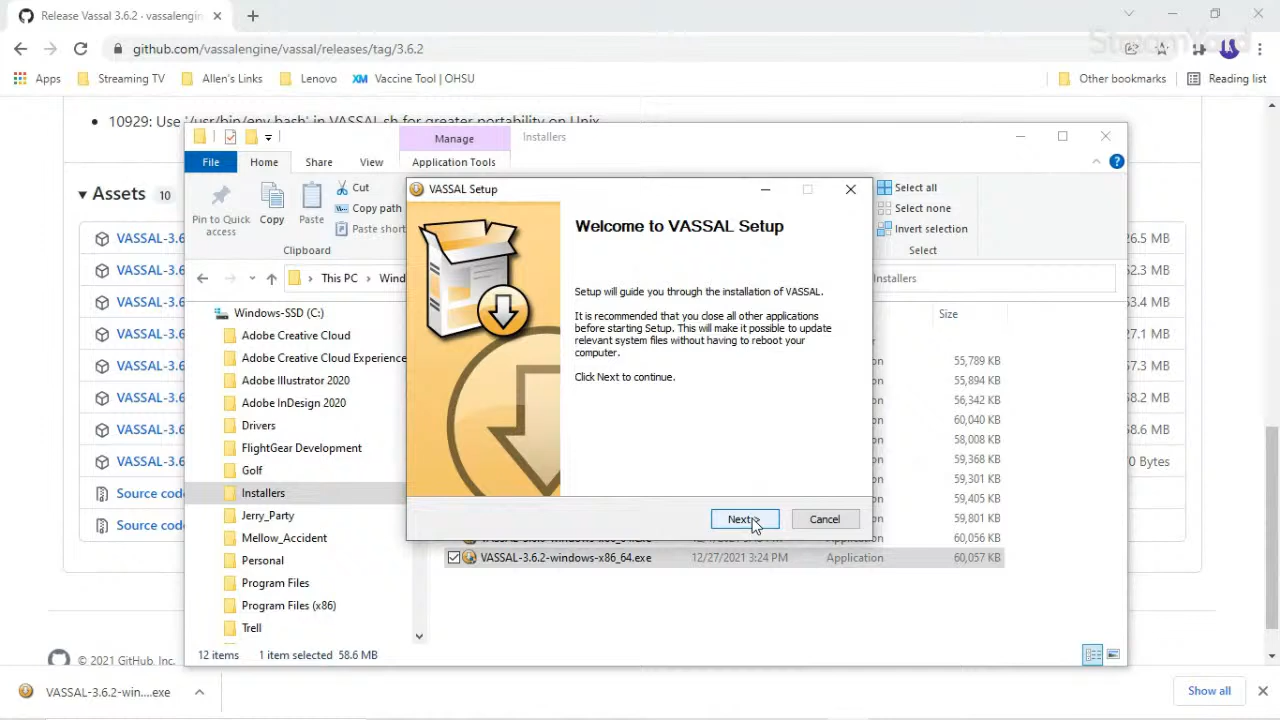 Release Vassal 3.6.2 · vassalengin
github.com/vassalengine/vassal/releases/tag/3.6.2
StreamYard
Apps
Streaming TV
Allen's Links
Lenovo
XM
Vaccine Tool | OHSU
Other bookmarks
Reading list
10929: Use '/usr/bin/env bash' in VASSAL.sh for greater portability on Unix
Manage
Installers
File
Home
Share
View
Application Tools
Assets 10
Pin to Quick
access
Copy
Paste
Cut
Copy path
Paste short
Clipboard
VASSAL Setup
Select all
Select none
Invert selection
Select
VASSAL-3.6
26.5 MB
This PC
Wind
Installers
VASSAL-3.6
62.3 MB
VASSAL-3.6
63.4 MB
VASSAL-3.6
27.1 MB
VASSAL-3.6
67.3 MB
VASSAL-3.6
68.2 MB
VASSAL-3.6
68.6 MB
VASSAL-3.6
0 Bytes
Source code
Source code
Windows-SSD (C:)
Adobe Creative Cloud
Adobe Creative Cloud Experience
Adobe Illustrator 2020
Adobe InDesign 2020
Drivers
FlightGear Development
Golf
Installers
Jerry_Party
Mellow_Accident
Personal
Program Files
Program Files (x86)
Trell
Welcome to VASSAL Setup
Setup will guide you through the installation of VASSAL.
It is recommended that you close all other applications
before starting Setup. This will make it possible to update
relevant system files without having to reboot your
computer.
Click Next to continue.
Next >
Cancel
Size
55,789 KB
55,894 KB
56,342 KB
60,040 KB
58,008 KB
59,368 KB
59,301 KB
59,405 KB
59,801 KB
Application
60,056 KB
VASSAL-3.6.2-windows-x86_64.exe
12/27/2021 3:24 PM
Application
60,057 KB
12 items
1 item selected 58.6 MB
© 2021 GitHub, Inc.
VASSAL-3.6.2-win....exe
Show all